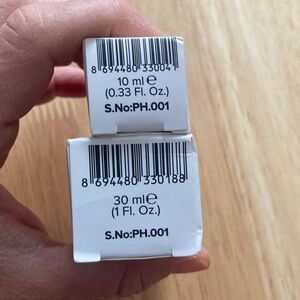 8 694480 330041
10 ml ℮
(0.33 Fl. Oz.)
S.No:PH.001
8 694480 330188
30 ml℮
(1 Fl. Oz.)
S.No:PH.001